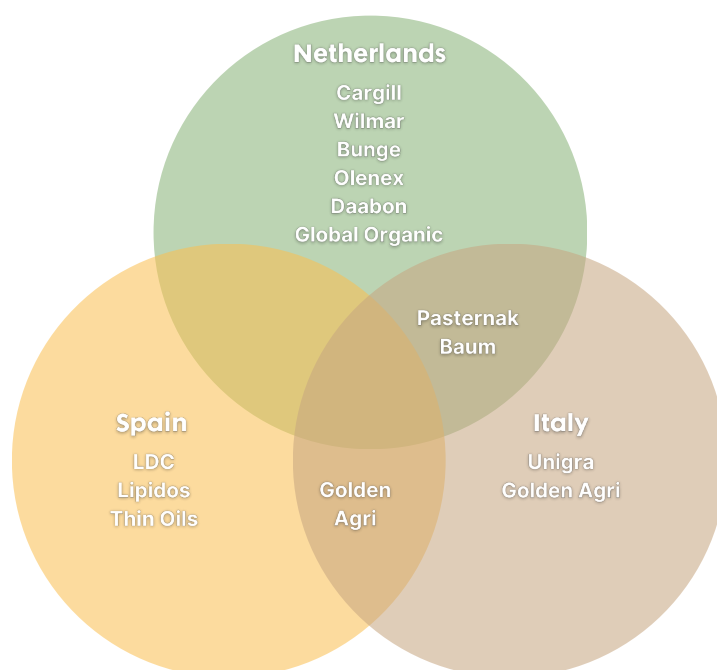 Netherlands
Cargill
Wilmar
Bunge
Olenex
Daabon
Global Organic
Pasternak
Baum
Spain
LDC
Lipidos
Thin Oils
Golden
Agri
Italy
Unigra
Golden Agri